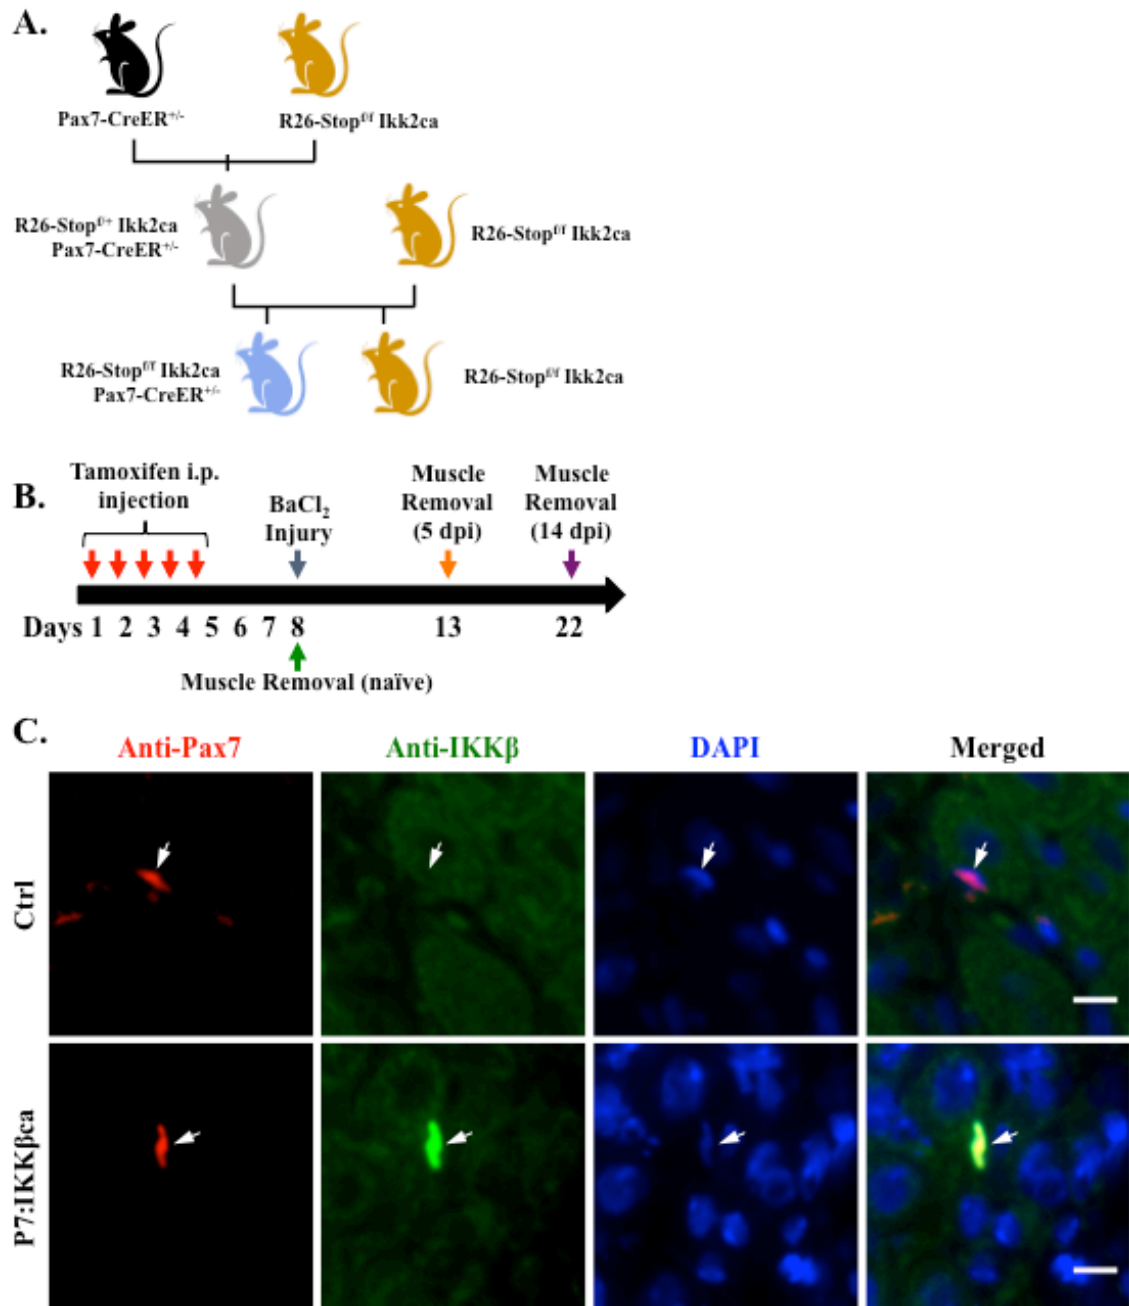 A.
Pax7-CreER+/-
R26-Stopf/f Ikk2ca
R26-Stopf/+ Ikk2ca
Pax7-CreER+/-
R26-Stopf/f Ikk2ca
R26-Stopf/f Ikk2ca
Pax7-CreER+/-
R26-Stopf/f Ikk2ca
B.
Tamoxifen i.p.
injection
BaCl2
Injury
Muscle
Removal
(5 dpi)
Muscle
Removal
(14 dpi)
Days 1 2 3 4 5 6 7 8 13 22
Muscle Removal (naïve)
C.
Anti-Pax7 Anti-IKKβ DAPI Merged
Ctrl
P7:IKKβca